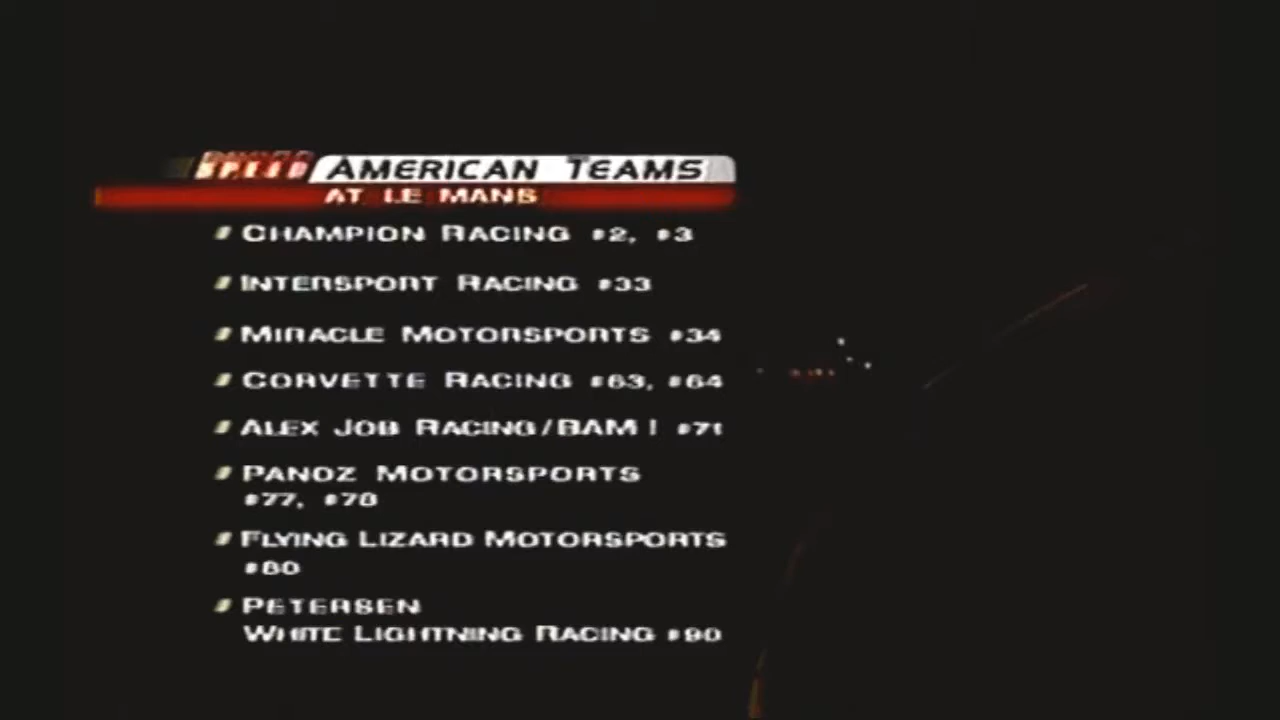 SPEED AMERICAN TEAMS
AT LE MANS
CHAMPION RACING #2, #3
INTERSPORT RACING #33
MIRACLE MOTORSPORTS #34
CORVETTE RACING #63, #64
ALEX JOB RACING/BAM! #71
PANOZ MOTORSPORTS
#77, #78
FLYING LIZARD MOTORSPORTS
#80
PETERSEN
WHITE LIGHTNING RACING #90